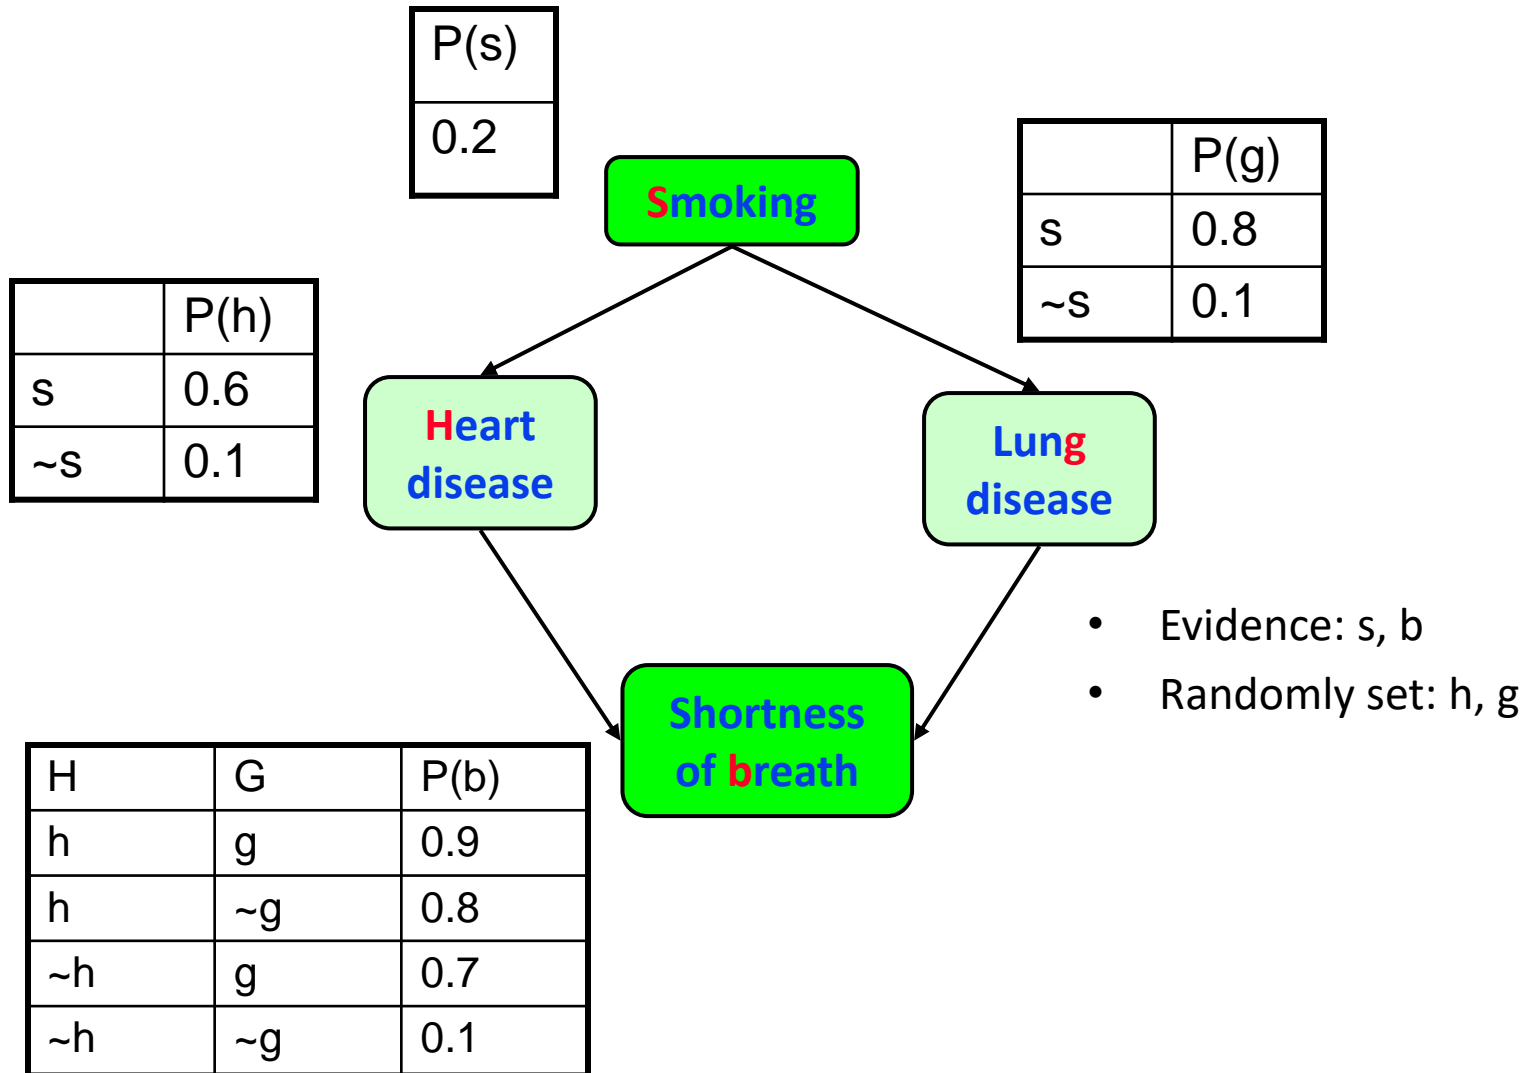 P(s)
0.2
Smoking
P(g)
s 0.8
~s 0.1
P(h)
s 0.6
~s 0.1
Heart
disease
Lung
disease
• Evidence: s, b
• Randomly set: h, g
Shortness
of breath
H G P(b)
h g 0.9
h ~g 0.8
~h g 0.7
~h ~g 0.1